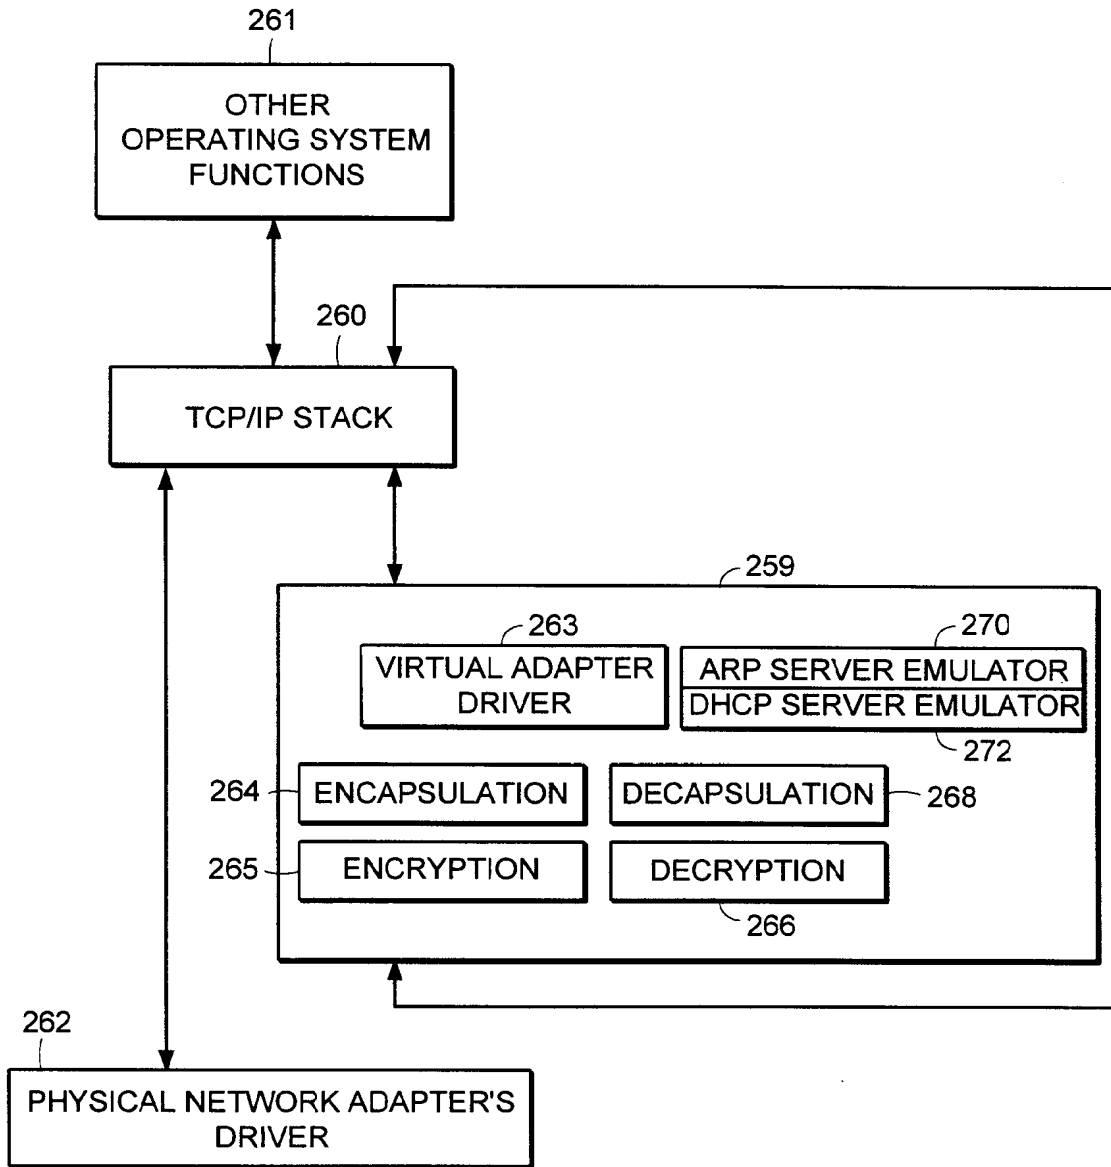 261
OTHER
OPERATING SYSTEM
FUNCTIONS
260
TCP/IP STACK
259
263
VIRTUAL ADAPTER
DRIVER
270
ARP SERVER EMULATOR
DHCP SERVER EMULATOR
272
264
ENCAPSULATION
DECAPSULATION
268
265
ENCRYPTION
DECRYPTION
266
262
PHYSICAL NETWORK ADAPTER'S
DRIVER